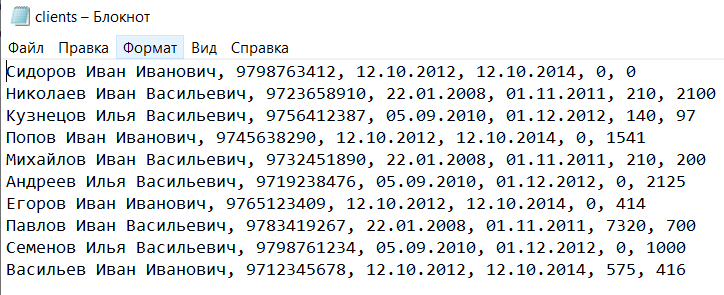 clients – Блокнот
Файл Правка Формат Вид Справка
Сидоров Иван Иванович, 9798763412, 12.10.2012, 12.10.2014, 0, 0
Николаев Иван Васильевич, 9723658910, 22.01.2008, 01.11.2011, 210, 2100
Кузнецов Илья Васильевич, 9756412387, 05.09.2010, 01.12.2012, 140, 97
Попов Иван Иванович, 9745638290, 12.10.2012, 12.10.2014, 0, 1541
Михайлов Иван Васильевич, 9732451890, 22.01.2008, 01.11.2011, 210, 200
Андреев Илья Васильевич, 9719238476, 05.09.2010, 01.12.2012, 0, 2125
Егоров Иван Иванович, 9765123409, 12.10.2012, 12.10.2014, 0, 414
Павлов Иван Васильевич, 9783419267, 22.01.2008, 01.11.2011, 7320, 700
Семенов Илья Васильевич, 9798761234, 05.09.2010, 01.12.2012, 0, 1000
Васильев Иван Иванович, 9712345678, 12.10.2012, 12.10.2014, 575, 416